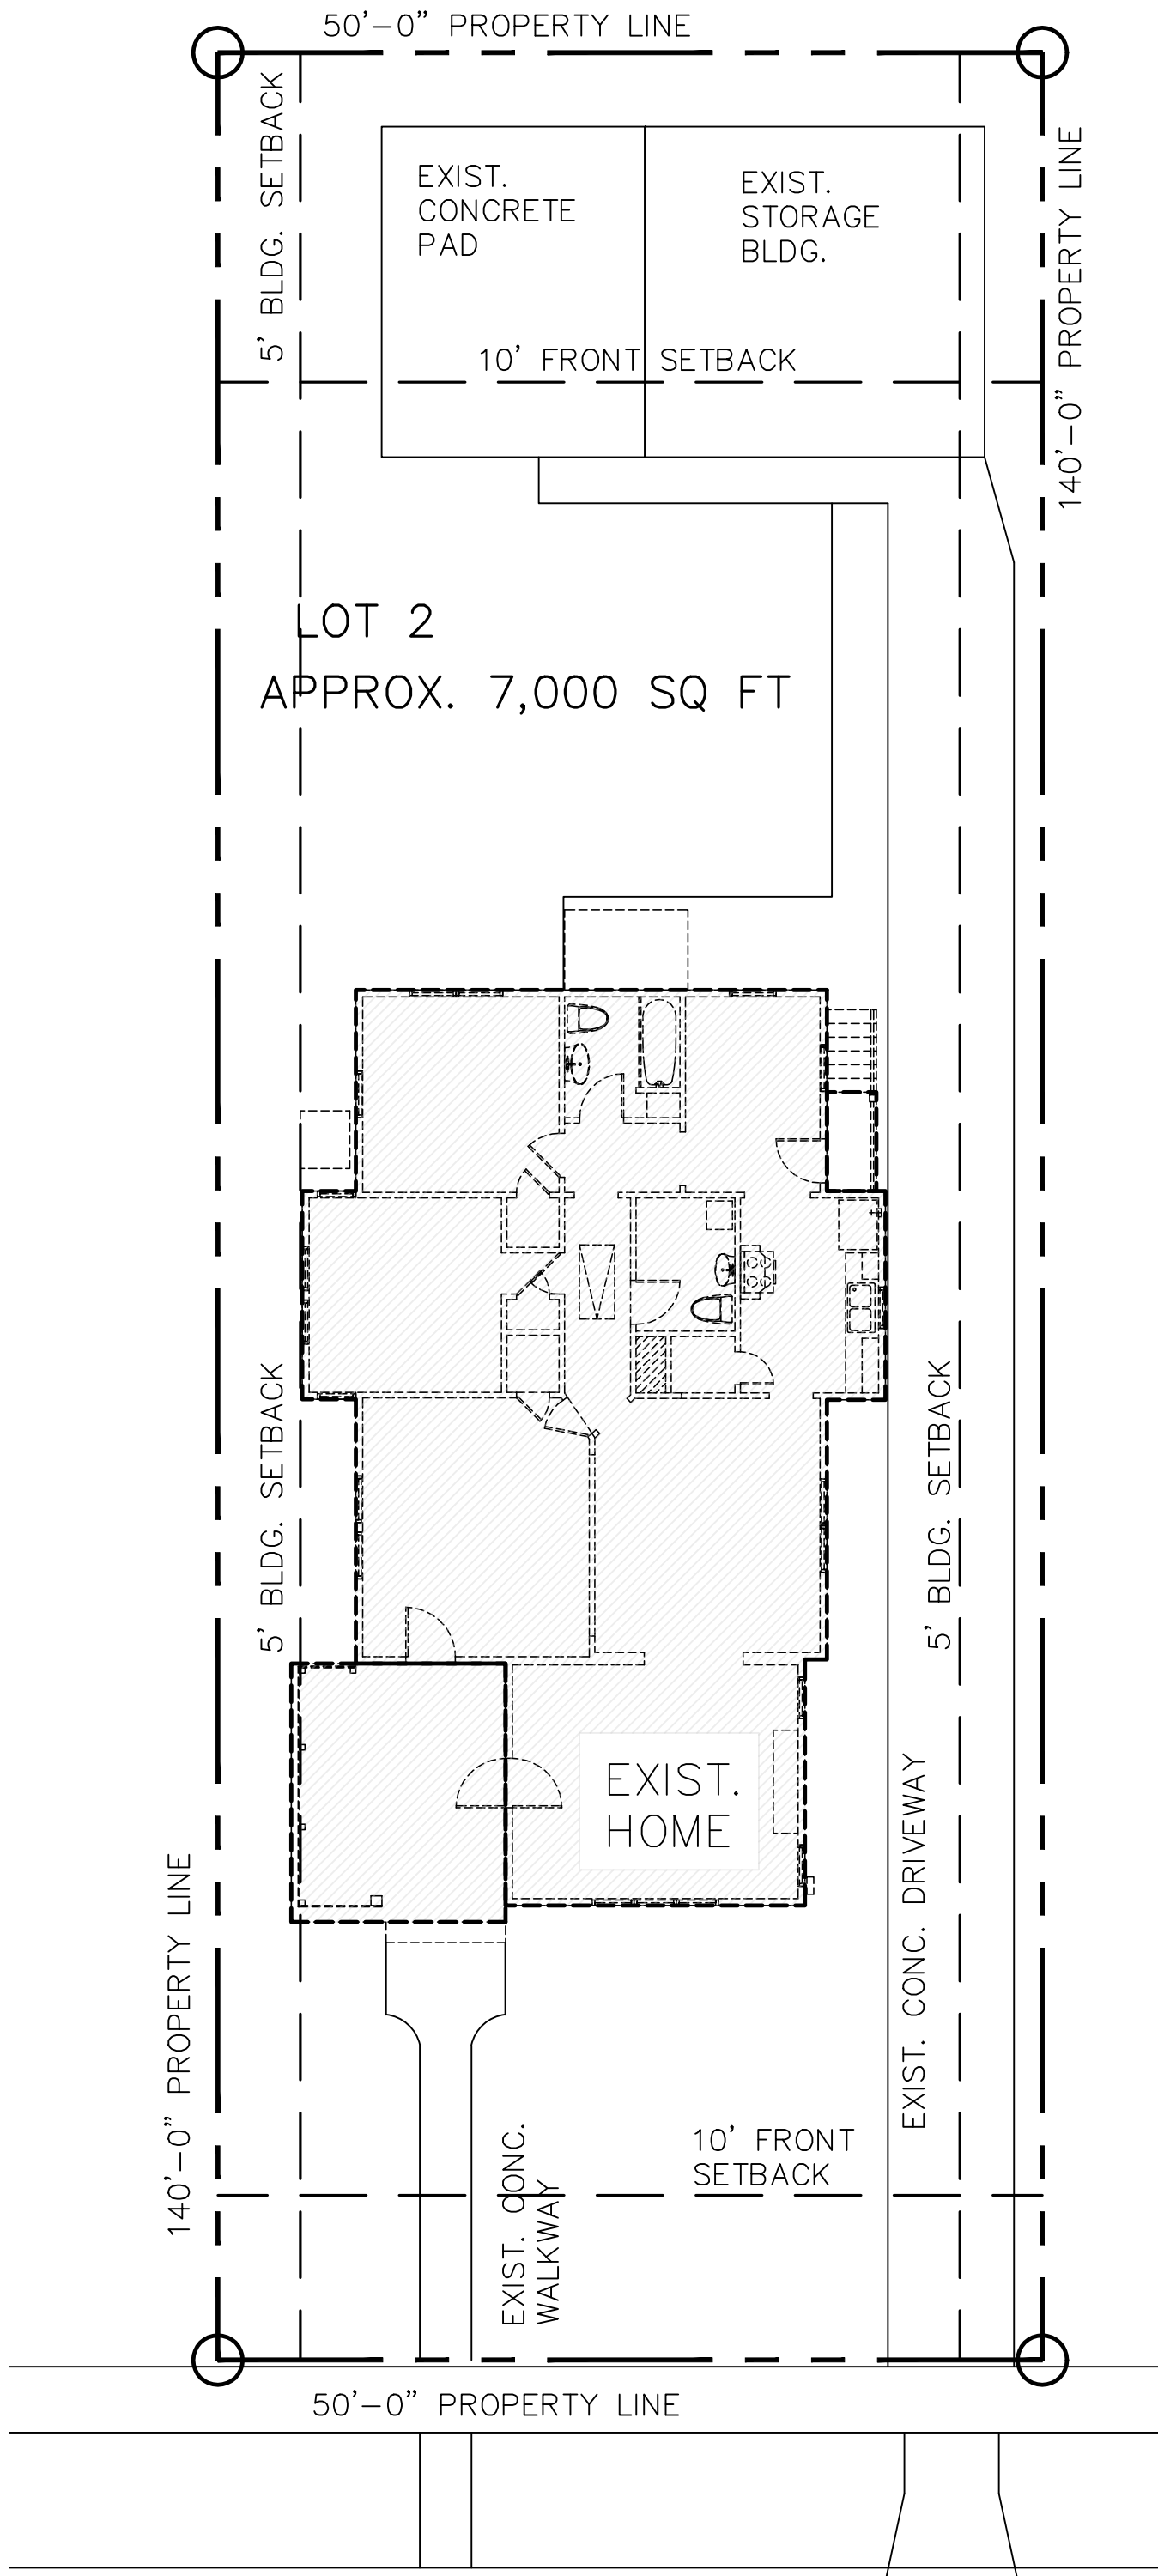 50'-0" PROPERTY LINE
5' BLDG. SETBACK
EXIST.
CONCRETE
PAD
EXIST.
STORAGE
BLDG.
140'-0" PROPERTY LINE
10' FRONT SETBACK
LOT 2
APPROX. 7,000 SQ FT
5' BLDG. SETBACK
5' BLDG. SETBACK
EXIST.
HOME
EXIST. CONC. DRIVEWAY
140'-0" PROPERTY LINE
10' FRONT
SETBACK
EXIST. CONC.
WALKWAY
50'-0" PROPERTY LINE